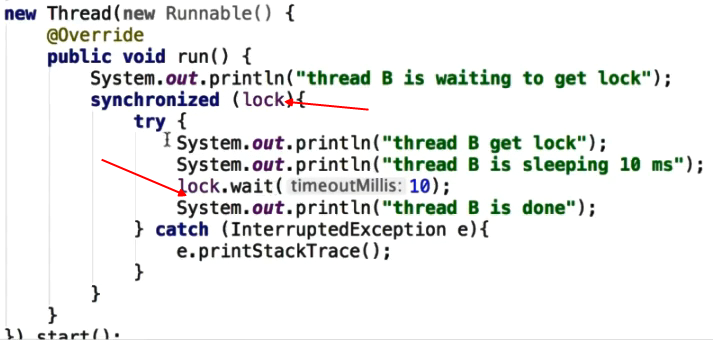 new Thread(new Runnable() {
@Override
public void run() {
System.out.println("thread B is waiting to get lock");
synchronized (lock){
try {
System.out.println("thread B get lock");
System.out.println("thread B is sleeping 10 ms");
lock.wait( timeoutMillis: 10);
System.out.println("thread B is done");
} catch (InterruptedException e){
e.printStackTrace();
}
}
}
}).start();